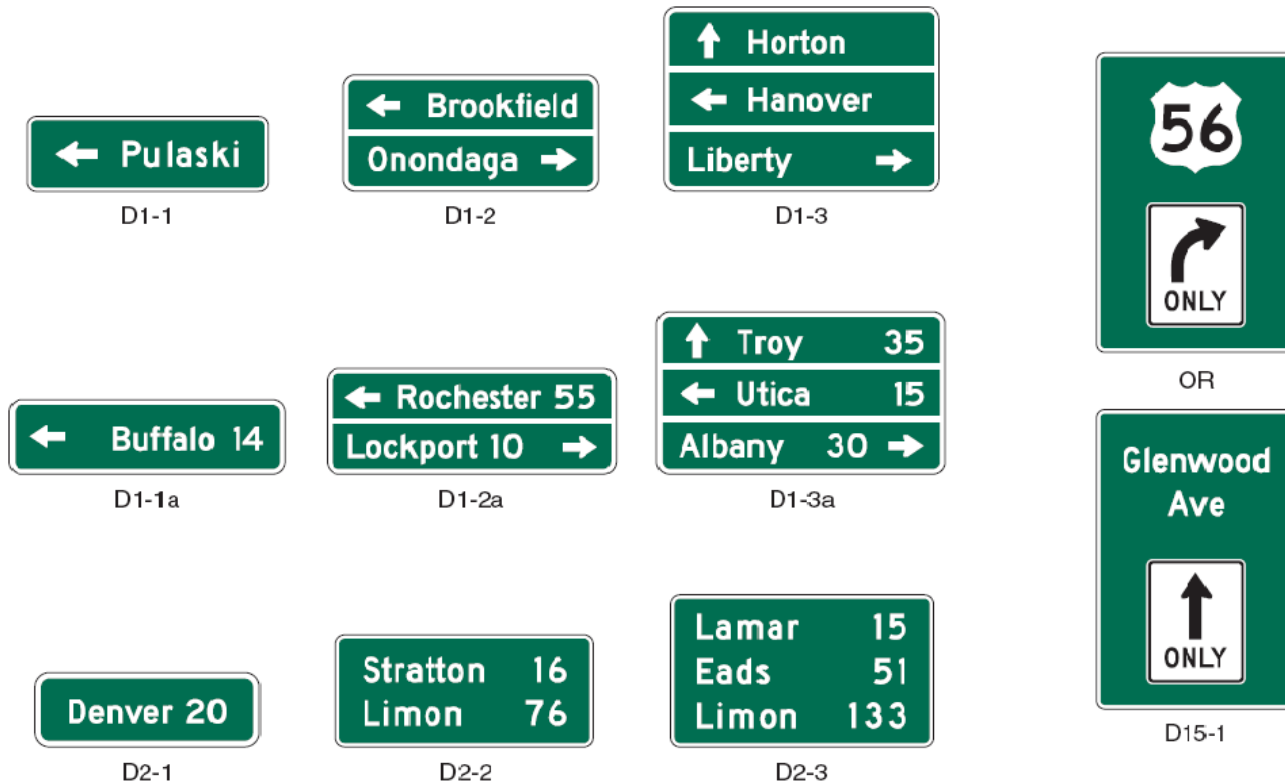 Pulaski
D1-1
Brookfield
Onondaga
D1-2
Horton
Hanover
Liberty
D1-3
Buffalo 14
D1-1a
Rochester 55
Lockport 10
D1-2a
Troy 35
Utica 15
Albany 30
D1-3a
Denver 20
D2-1
Stratton 16
Limon 76
D2-2
Lamar 15
Eads 51
Limon 133
D2-3
56
ONLY
OR
Glenwood
Ave
ONLY
D15-1